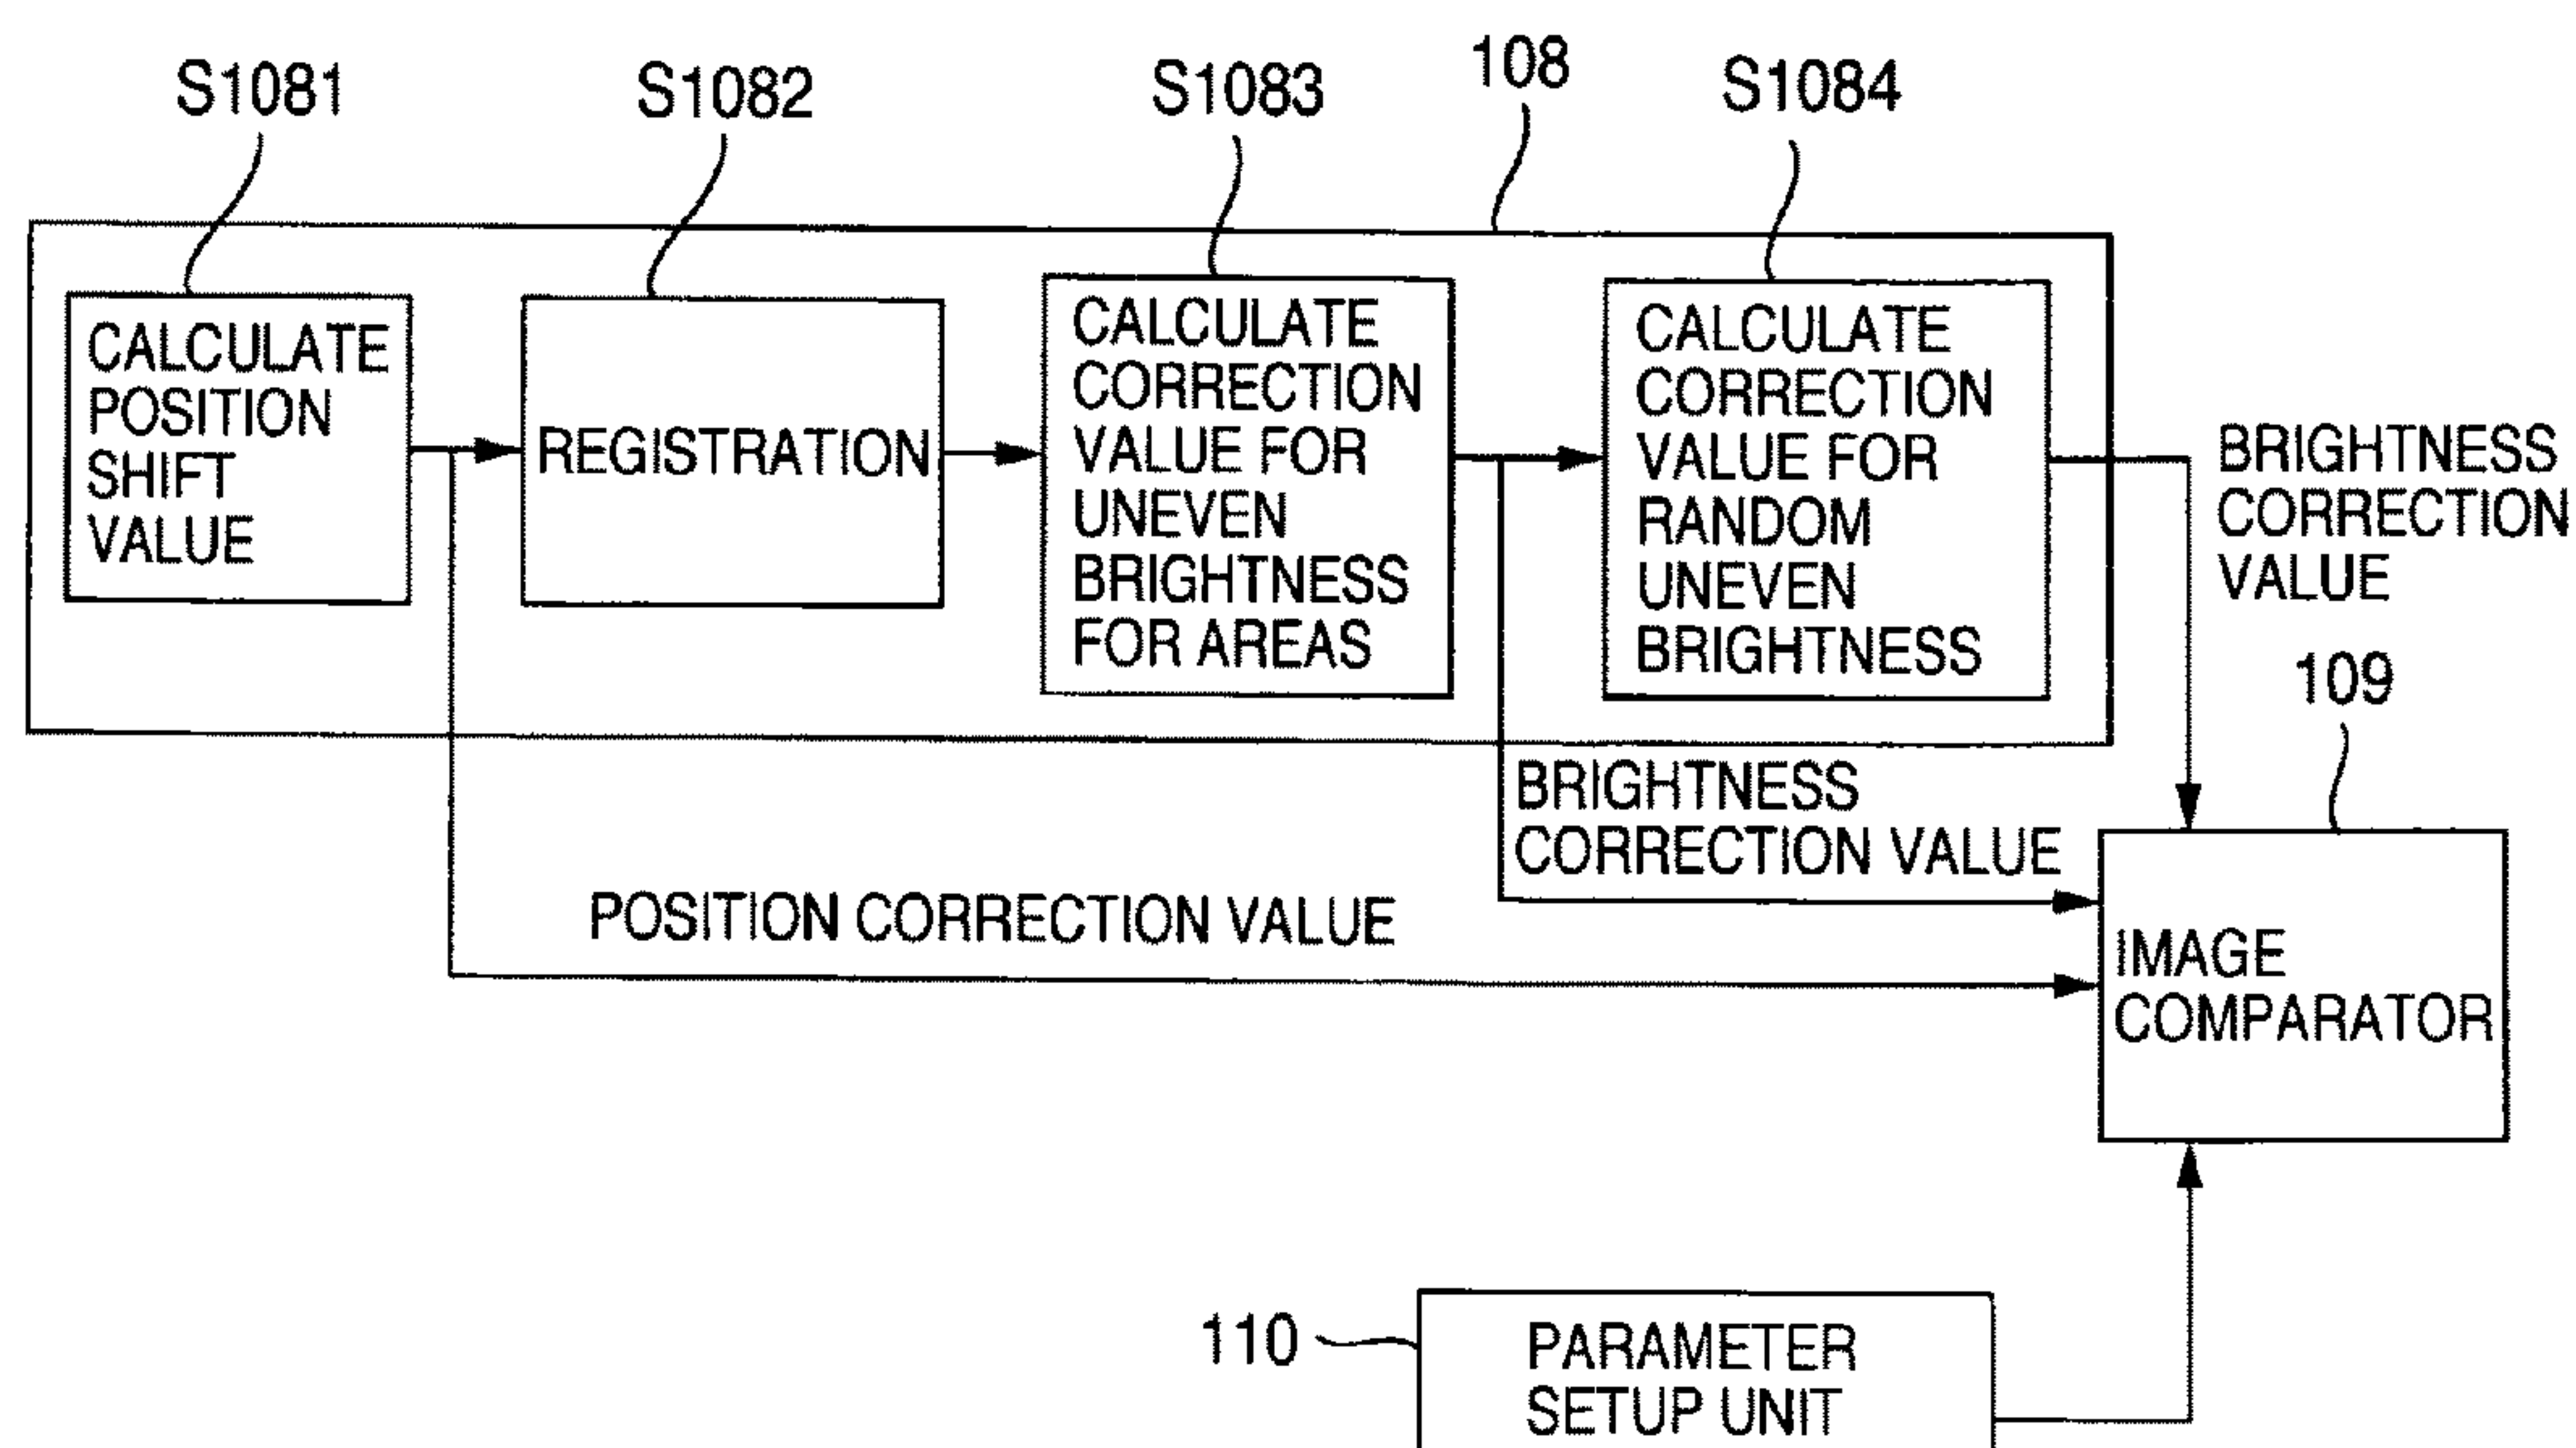 S1081
S1082
S1083
108
S1084
CALCULATE
POSITION
SHIFT
VALUE
REGISTRATION
CALCULATE
CORRECTION
VALUE FOR
UNEVEN
BRIGHTNESS
FOR AREAS
CALCULATE
CORRECTION
VALUE FOR
RANDOM
UNEVEN
BRIGHTNESS
BRIGHTNESS
CORRECTION
VALUE
109
BRIGHTNESS
CORRECTION VALUE
POSITION CORRECTION VALUE
IMAGE
COMPARATOR
110
PARAMETER
SETUP UNIT